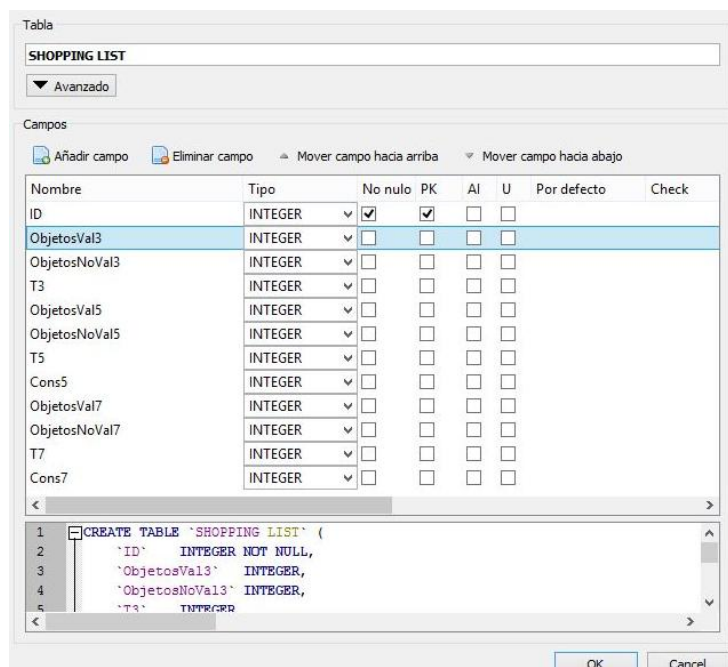 Tabla
SHOPPING LIST
Avanzado
Campos
Añadir campo Eliminar campo Mover campo hacia arriba Mover campo hacia abajo
Nombre Tipo No nulo PK AI U Por defecto Check
ID INTEGER
ObjetosVal3 INTEGER
ObjetosNoVal3 INTEGER
T3 INTEGER
ObjetosVal5 INTEGER
ObjetosNoVal5 INTEGER
T5 INTEGER
Cons5 INTEGER
ObjetosVal7 INTEGER
ObjetosNoVal7 INTEGER
T7 INTEGER
Cons7 INTEGER
1 CREATE TABLE `SHOPPING LIST` (
2 `ID` INTEGER NOT NULL,
3 `ObjetosVal3` INTEGER,
4 `ObjetosNoVal3` INTEGER,
5 `T3` INTEGER
OK Cancel